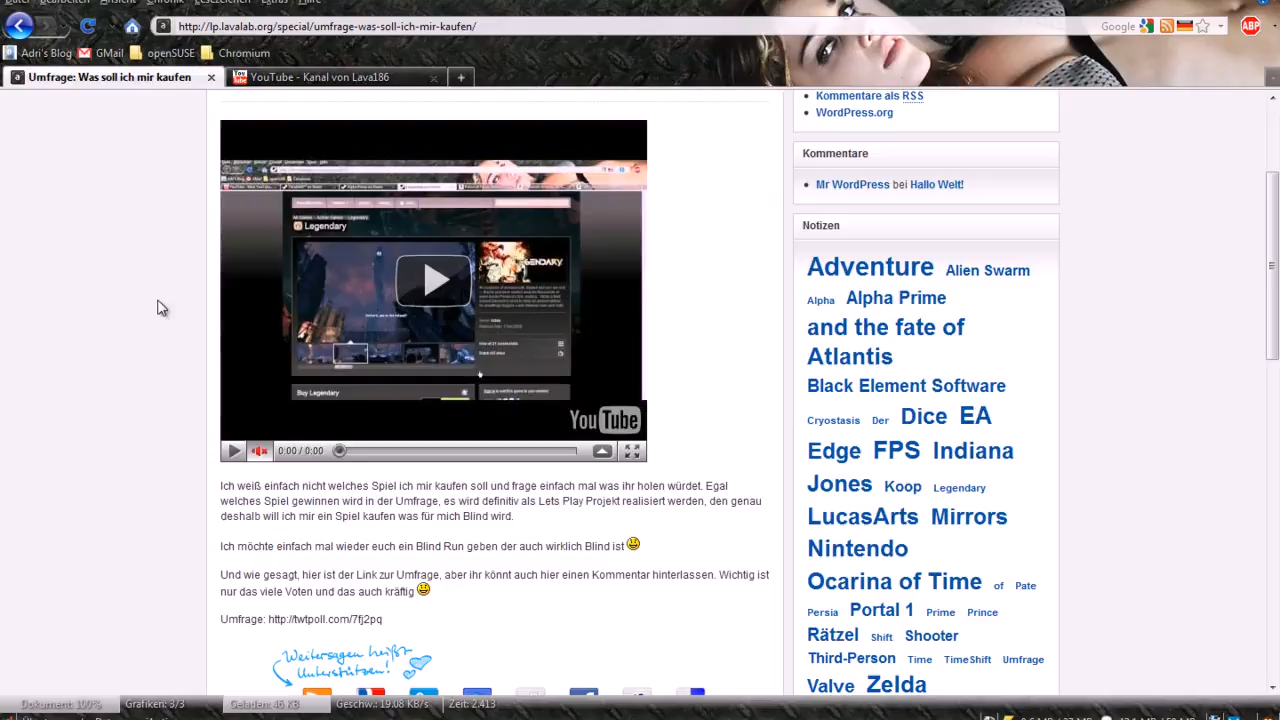 http://lp.lavalab.org/special/umfrage-was-soll-ich-mir-kaufen/
Google
ABP
Adri's Blog GMail openSUSE Chromium
Umfrage: Was soll ich mir kaufen
YouTube - Kanal von Lava186
Kommentare als RSS
WordPress.org
Kommentare
Mr WordPress bei Hallo Welt!
Notizen
Adventure Alien Swarm
Alpha Alpha Prime
and the fate of
Atlantis
Black Element Software
Cryostasis Der Dice EA
Edge FPS Indiana
Jones Koop Legendary
LucasArts Mirrors
Nintendo
Ocarina of Time of Pate
Persia Portal 1 Prime Prince
Rätzel Shift Shooter
Third-Person Time TimeShift Umfrage
Valve Zelda
Legendary
LEGENDARY
Buy Legendary
YouTube
0:00 / 0:00
Ich weiß einfach nicht welches Spiel ich mir kaufen soll und frage einfach mal was ihr holen würdet. Egal
welches Spiel gewinnen wird in der Umfrage, es wird definitiv als Lets Play Projekt realisiert werden, den genau
deshalb will ich mir ein Spiel kaufen was für mich Blind wird.
Ich möchte einfach mal wieder euch ein Blind Run geben der auch wirklich Blind ist
Und wie gesagt, hier ist der Link zur Umfrage, aber ihr könnt auch hier einen Kommentar hinterlassen. Wichtig ist
nur das viele Voten und das auch kräftig
Umfrage: http://twtpoll.com/7fj2pq
Weitersagen heißt
Unterstützen!
Dokument: 100% Grafiken: 3/3 Geladen: 46 KB Geschw.: 19.08 KB/s Zeit: 2.413